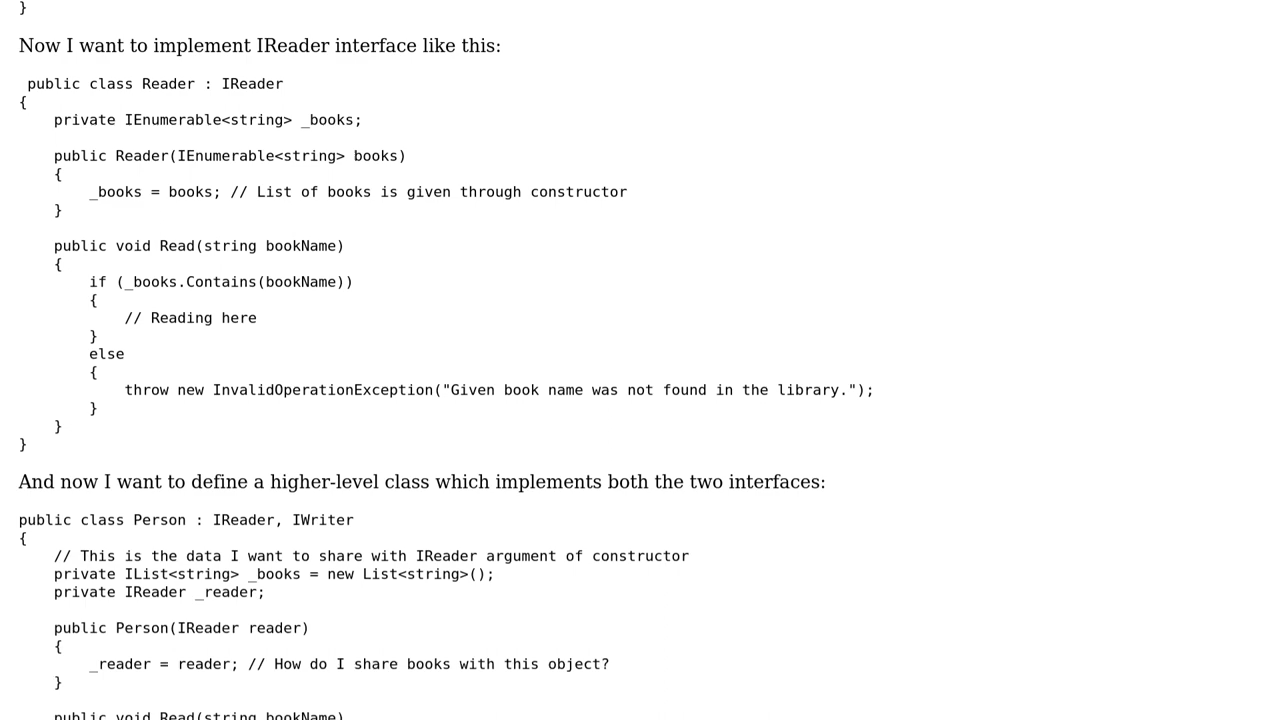 }
Now I want to implement IReader interface like this:
public class Reader : IReader
{
    private IEnumerable<string> _books;
    public Reader(IEnumerable<string> books)
    {
        _books = books; // List of books is given through constructor
    }
    public void Read(string bookName)
    {
        if (_books.Contains(bookName))
        {
            // Reading here
        }
        else
        {
            throw new InvalidOperationException("Given book name was not found in the library.");
        }
    }
}
And now I want to define a higher-level class which implements both the two interfaces:
public class Person : IReader, IWriter
{
    // This is the data I want to share with IReader argument of constructor
    private IList<string> _books = new List<string>();
    private IReader _reader;
    public Person(IReader reader)
    {
        _reader = reader; // How do I share books with this object?
    }
    public void Read(string bookName)